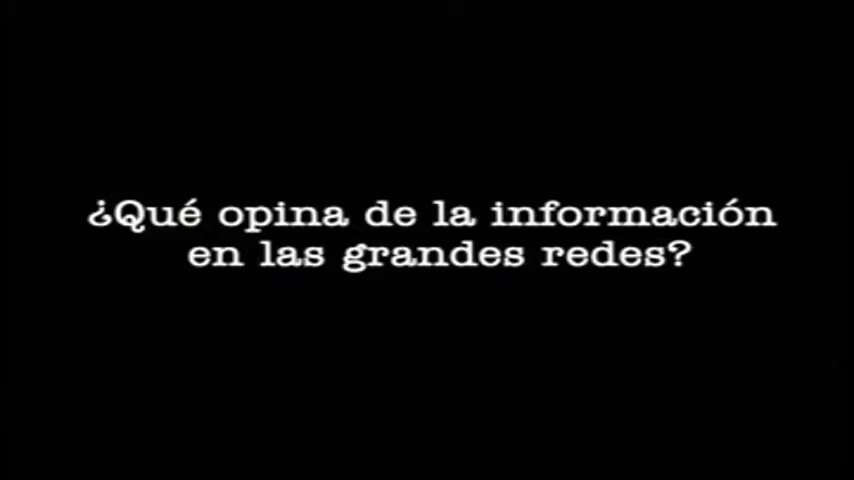 ¿Qué opina de la información
en las grandes redes?